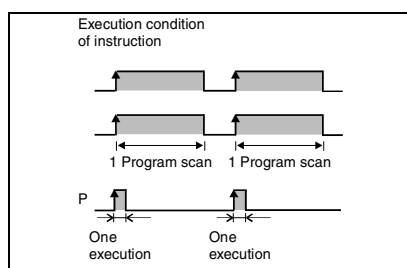 Execution condition
of instruction
1 Program scan 1 Program scan
P
One One
execution execution